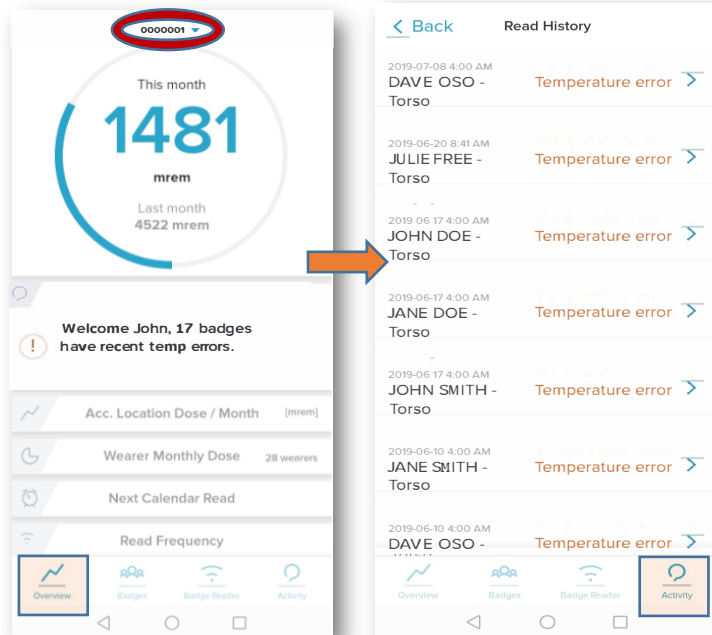 0000001
This month
1481
mrem
Last month
4522 mrem
Welcome John, 17 badges
have recent temp errors.
Acc. Location Dose / Month [mrem]
Wearer Monthly Dose 28 wearers
Next Calendar Read
Read Frequency
Overview Badges Badge Reader Activity
Back Read History
2019-07-08 4:00 AM
DAVE OSO - Temperature error
Torso
2019-06-20 8:41 AM
JULIE FREE - Temperature error
Torso
2019 06 17 4:00 AM
JOHN DOE - Temperature error
Torso
2019-06-17 4:00 AM
JANE DOE - Temperature error
Torso
2019-06 17 4:00 AM
JOHN SMITH - Temperature error
Torso
2019-06-10 4:00 AM
JANE SMITH - Temperature error
Torso
2019-06-10 4:00 AM
DAVE OSO - Temperature error
Overview Badges Badge Reader Activity